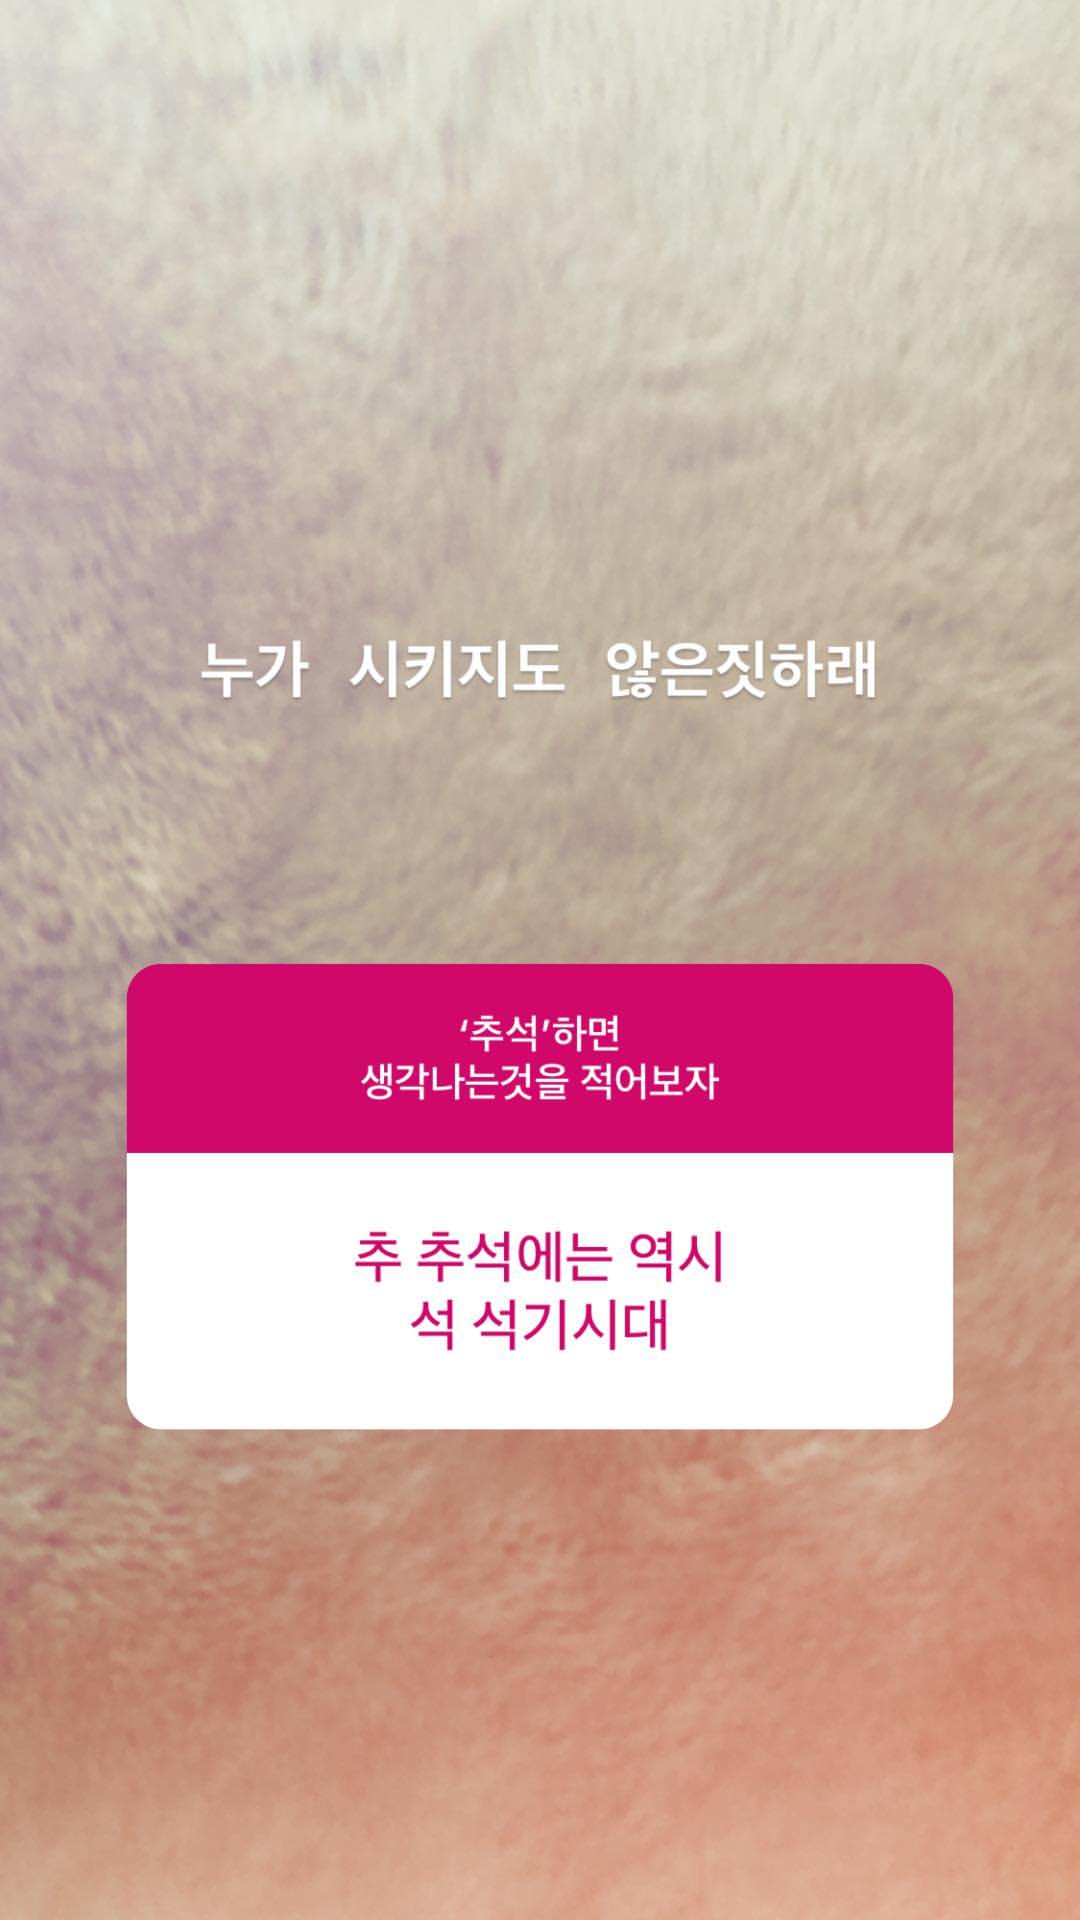 누가 시키지도 않은짓하래
‘추석’하면
생각나는것을 적어보자
추 추석에는 역시
석 석기시대